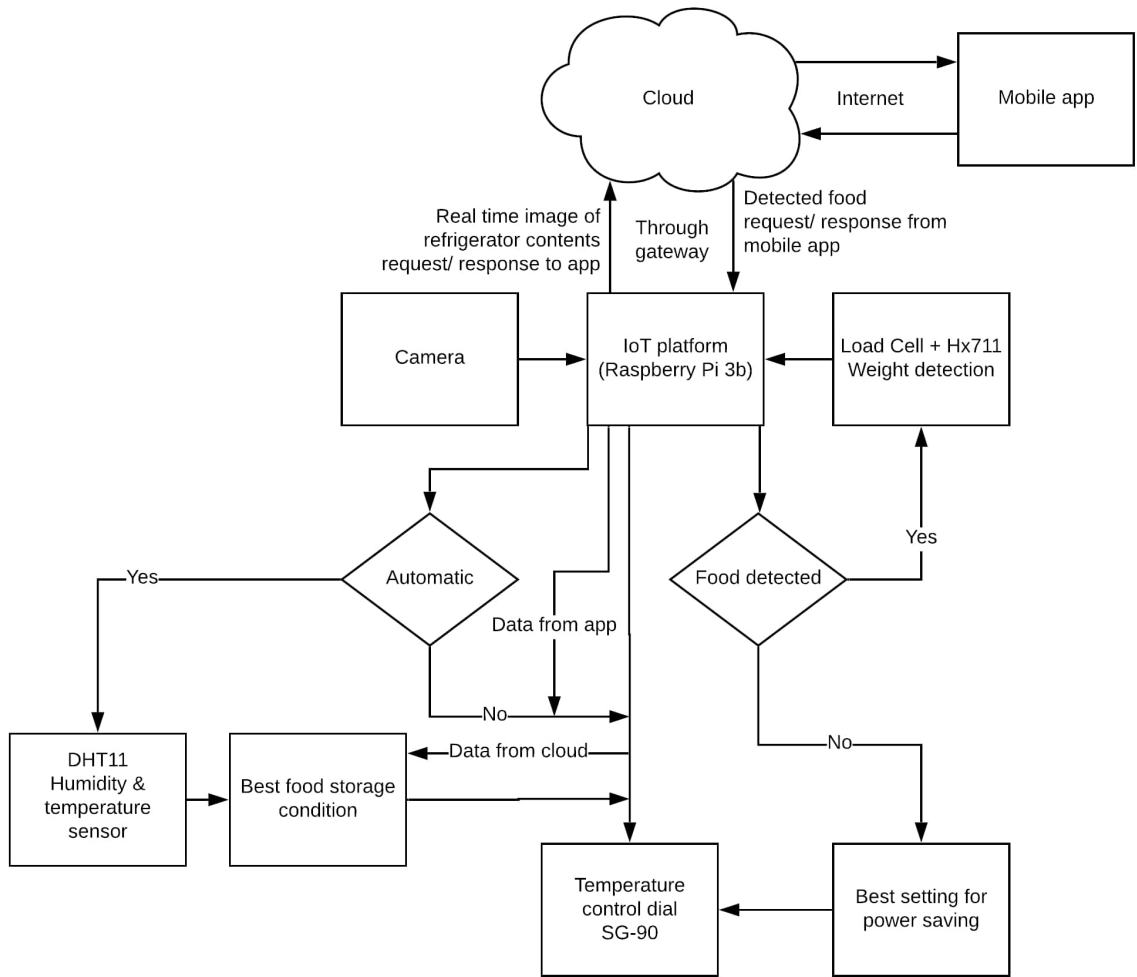 Cloud
Internet
Mobile app
Real time image of
refrigerator contents
request/ response to app
Through
gateway
Detected food
request/ response from
mobile app
Camera
IoT platform
(Raspberry Pi 3b)
Load Cell + Hx711
Weight detection
Yes
Automatic
Food detected
Yes
Data from app
No
Data from cloud
No
DHT11
Humidity &
temperature
sensor
Best food storage
condition
Temperature
control dial
SG-90
Best setting for
power saving